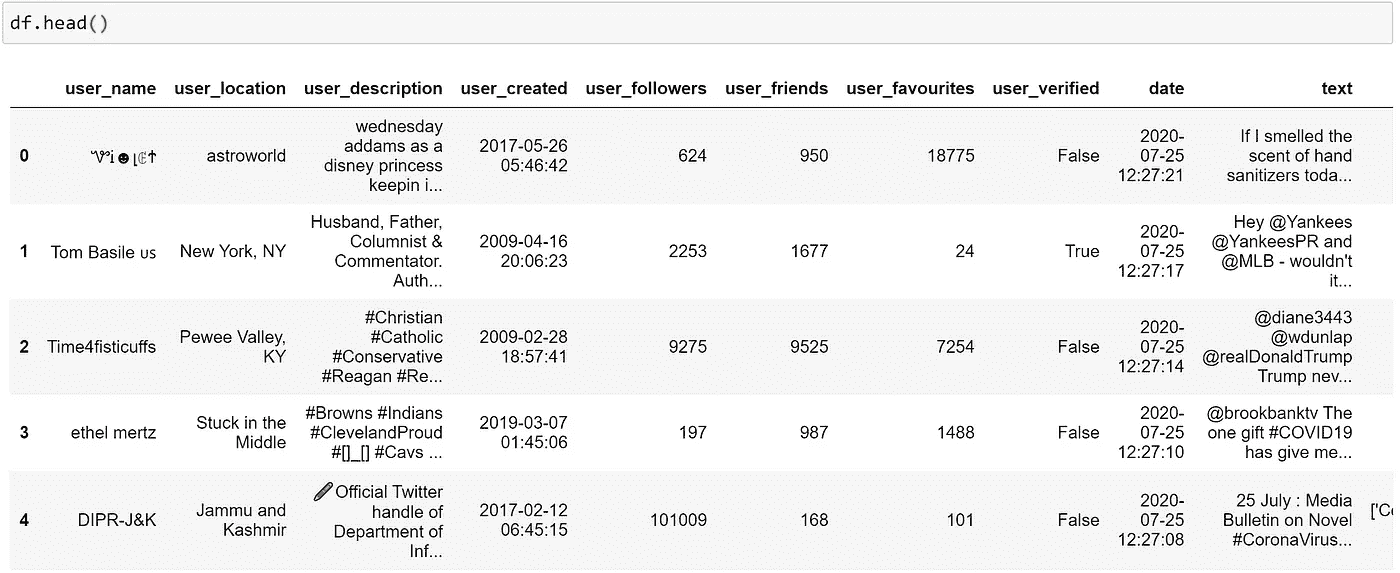 df.head()
user_name user_location user_description user_created user_followers user_friends user_favourites user_verified date text
0 astroworld wednesday addams as a disney princess keepin i... 2017-05-26 05:46:42 624 950 18775 False 2020-07-25 12:27:21 If I smelled the scent of hand sanitizers toda...
1 Tom Basile us New York, NY Husband, Father, Columnist & Commentator. Auth... 2009-04-16 20:06:23 2253 1677 24 True 2020-07-25 12:27:17 Hey @Yankees @YankeesPR and @MLB - wouldn't it...
2 Time4fisticuffs Pewee Valley, KY #Christian #Catholic #Conservative #Reagan #Re... 2009-02-28 18:57:41 9275 9525 7254 False 2020-07-25 12:27:14 @diane3443 @wdunlap @realDonaldTrump Trump nev...
3 ethel mertz Stuck in the Middle #Browns #Indians #ClevelandProud #[]_[] #Cavs ... 2019-03-07 01:45:06 197 987 1488 False 2020-07-25 12:27:10 @brookbanktv The one gift #COVID19 has give me...
4 DIPR-J&K Jammu and Kashmir 🖊 Official Twitter handle of Department of Inf... 2017-02-12 06:45:15 101009 168 101 False 2020-07-25 12:27:08 25 July : Media Bulletin on Novel #CoronaVirus...